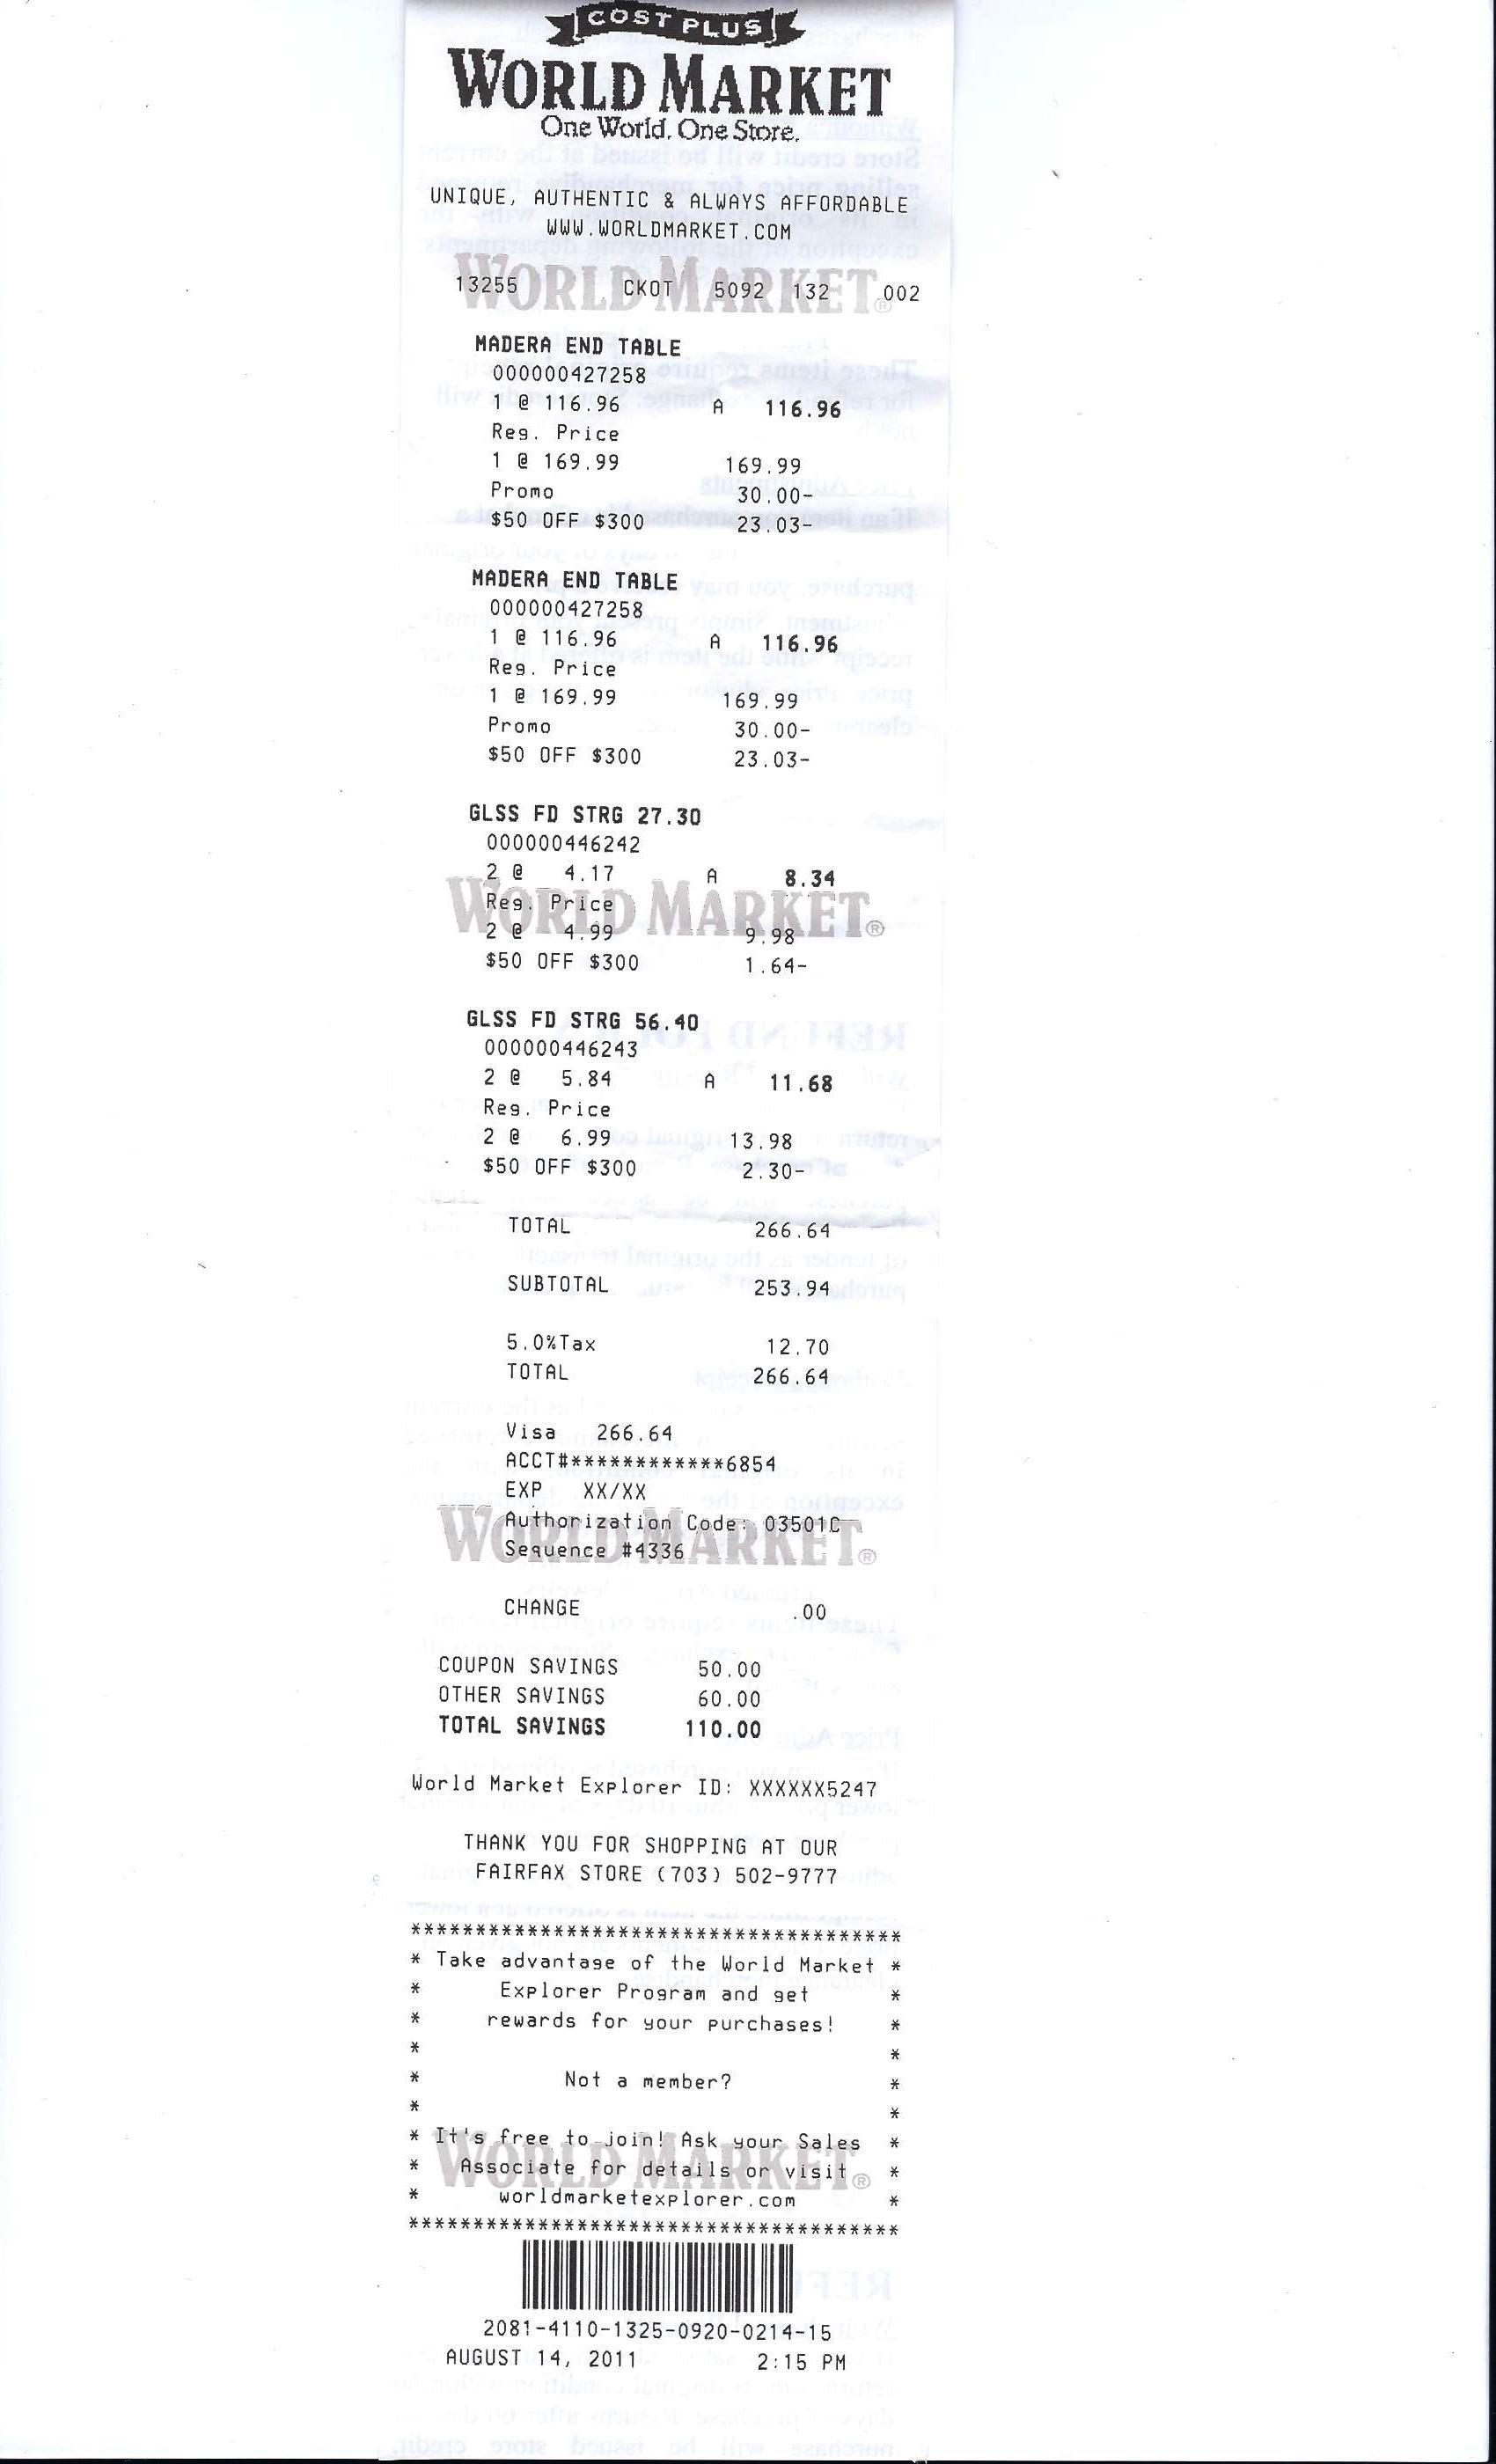 COST PLUS
WORLD MARKET
One World. One Store.
UNIQUE, AUTHENTIC & ALWAYS AFFORDABLE
WWW.WORLDMARKET.COM
WORLD MARKET®
13255 CKOT 5092 132 002
MADERA END TABLE
000000427258
1 @ 116.96 A 116.96
Reg. Price
1 @ 169.99 169.99
Promo 30.00-
$50 OFF $300 23.03-
MADERA END TABLE
000000427258
1 @ 116.96 A 116.96
Reg. Price
1 @ 169.99 169.99
Promo 30.00-
$50 OFF $300 23.03-
GLSS FD STRG 27.30
000000446242
2 @ 4.17 A 8.34
WORLD MARKET®
Reg. Price
2 @ 4.99 9.98
$50 OFF $300 1.64-
GLSS FD STRG 56.40
000000446243
2 @ 5.84 A 11.68
Reg. Price
2 @ 6.99 13.98
$50 OFF $300 2.30-
TOTAL 266.64
SUBTOTAL 253.94
5.0%Tax 12.70
TOTAL 266.64
Visa 266.64
ACCT#************6854
EXP XX/XX
Authorization Code: 03501C
WORLD MARKET®
Sequence #4336
CHANGE .00
COUPON SAVINGS 50.00
OTHER SAVINGS 60.00
TOTAL SAVINGS 110.00
World Market Explorer ID: XXXXXX5247
THANK YOU FOR SHOPPING AT OUR
FAIRFAX STORE (703) 502-9777
**************************************
* Take advantage of the World Market *
* Explorer Program and get *
* rewards for your purchases! *
* *
* Not a member? *
* *
* It's free to join! Ask your Sales *
WORLD MARKET®
* Associate for details or visit *
* worldmarketexplorer.com *
**************************************
2081-4110-1325-0920-0214-15
AUGUST 14, 2011 2:15 PM